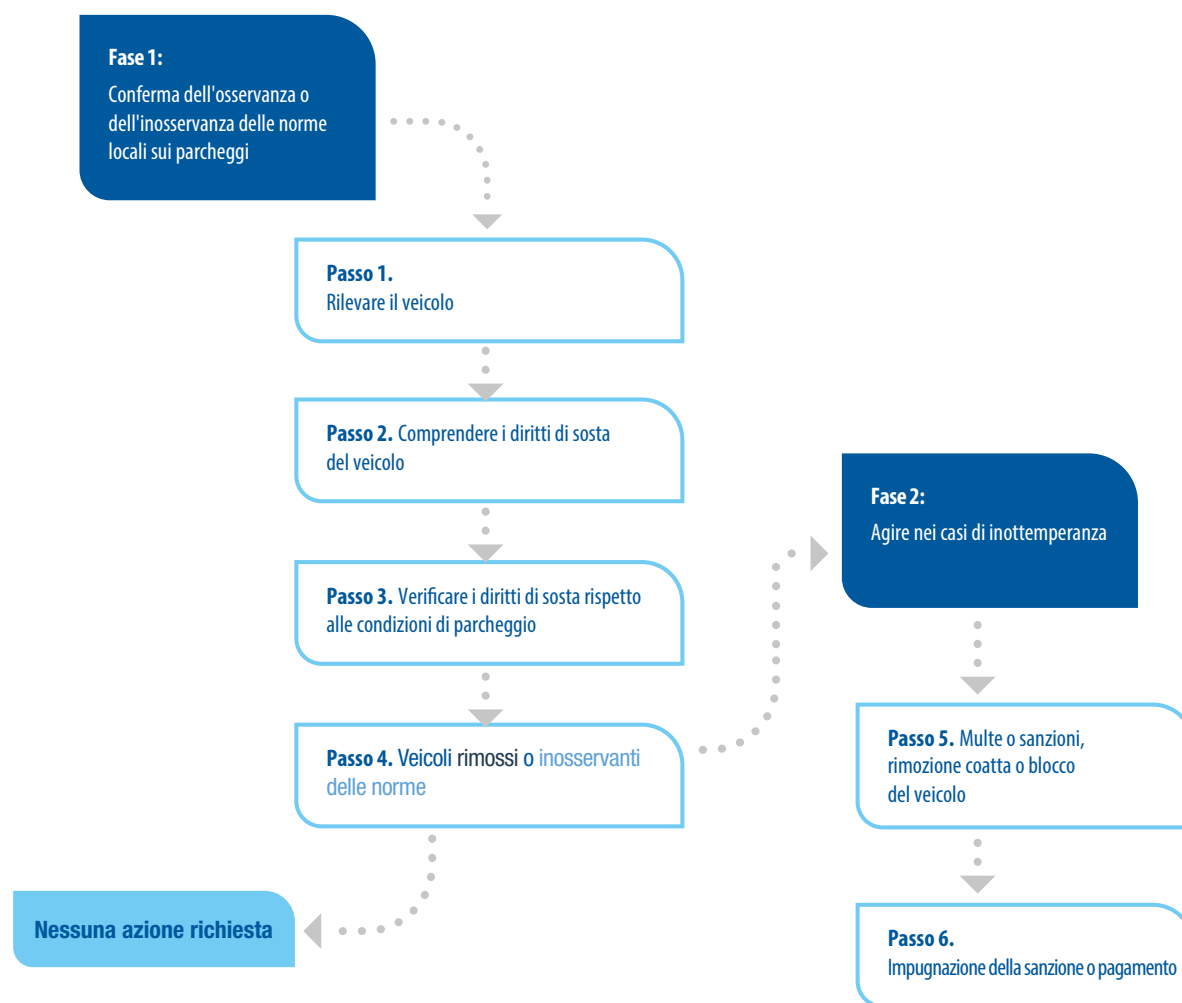 Fase 1:
Conferma dell'osservanza o
dell'inosservanza delle norme
locali sui parcheggi
Passo 1.
Rilevare il veicolo
Passo 2. Comprendere i diritti di sosta
del veicolo
Passo 3. Verificare i diritti di sosta rispetto
alle condizioni di parcheggio
Passo 4. Veicoli rimossi o inosservanti
delle norme
Nessuna azione richiesta
Fase 2:
Agire nei casi di inottemperanza
Passo 5. Multe o sanzioni,
rimozione coatta o blocco
del veicolo
Passo 6.
Impugnazione della sanzione o pagamento